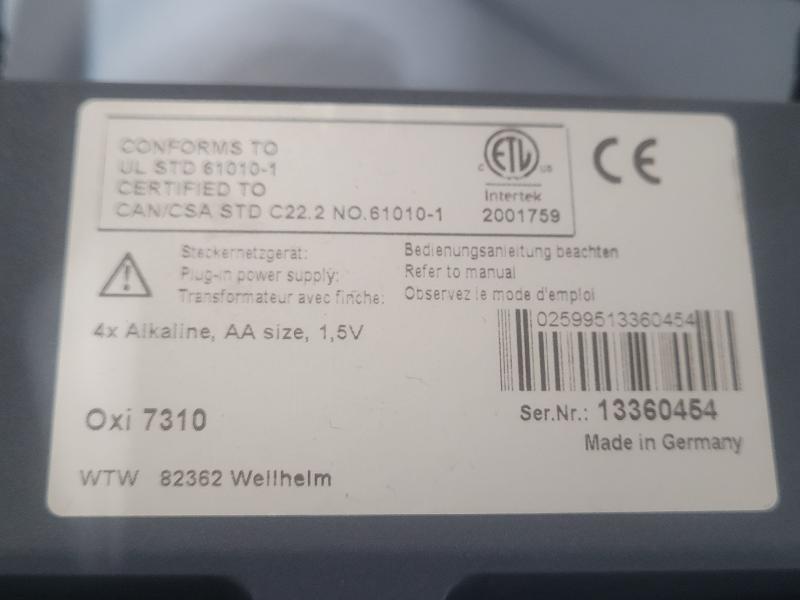 CONFORMS TO
UL STD 61010-1
CERTIFIED TO
CAN/CSA STD C22.2 NO.61010-1
C ETL US
Intertek
2001759
CE
Steckernetzgerät: Bedienungsanleitung beachten
Plug-in power supply: Refer to manual
Transformateur avec finche: Observez le mode d'emploi
4x Alkaline, AA size, 1,5V
02599513360454
Oxi 7310
Ser.Nr.: 13360454
Made in Germany
WTW 82362 Weilheim